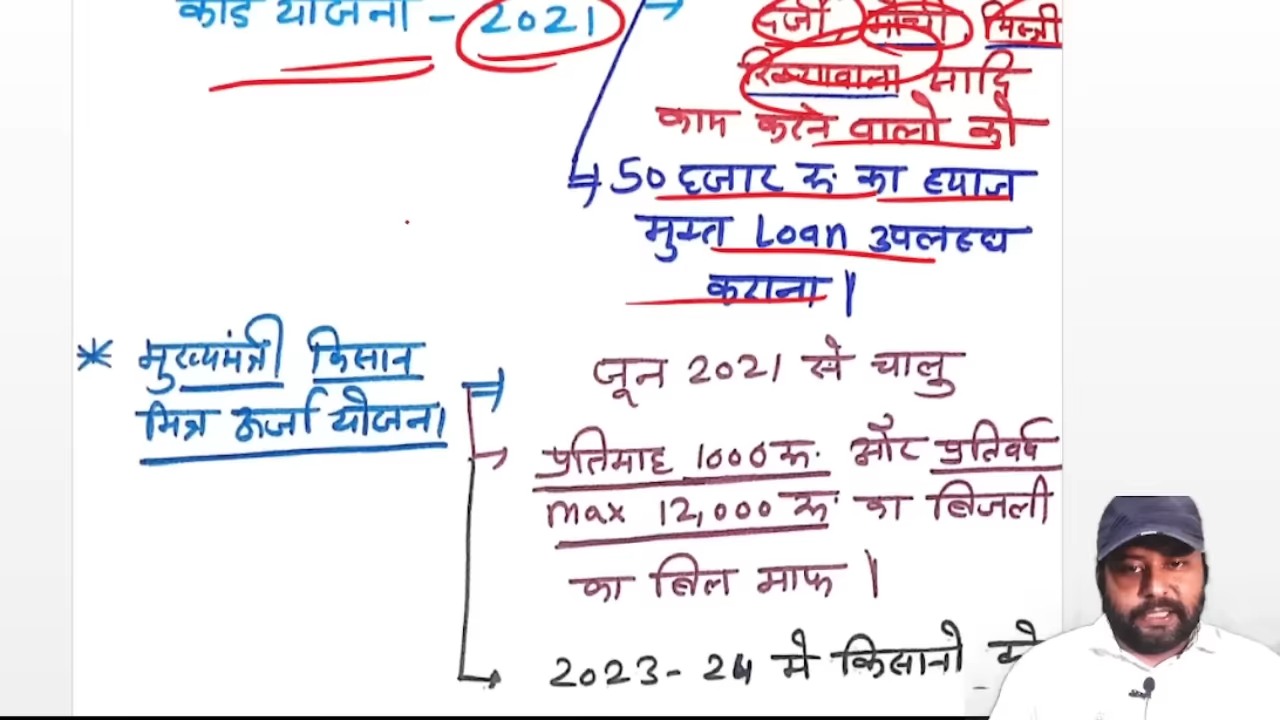 कार्ड योजना - 2021
दर्जी, मोची, मिस्त्री
रिक्शावाला आदि
काम करने वालो को
50 हजार रु. का ब्याज
मुक्त Loan उपलब्ध
कराना |
* मुख्यमंत्री किसान
मित्र ऊर्जा योजना
जून 2021 से चालु
प्रतिमाह 1000 रु. और प्रतिवर्ष
max 12,000 रु. का बिजली
का बिल माफ |
2023-24 मे किसानो